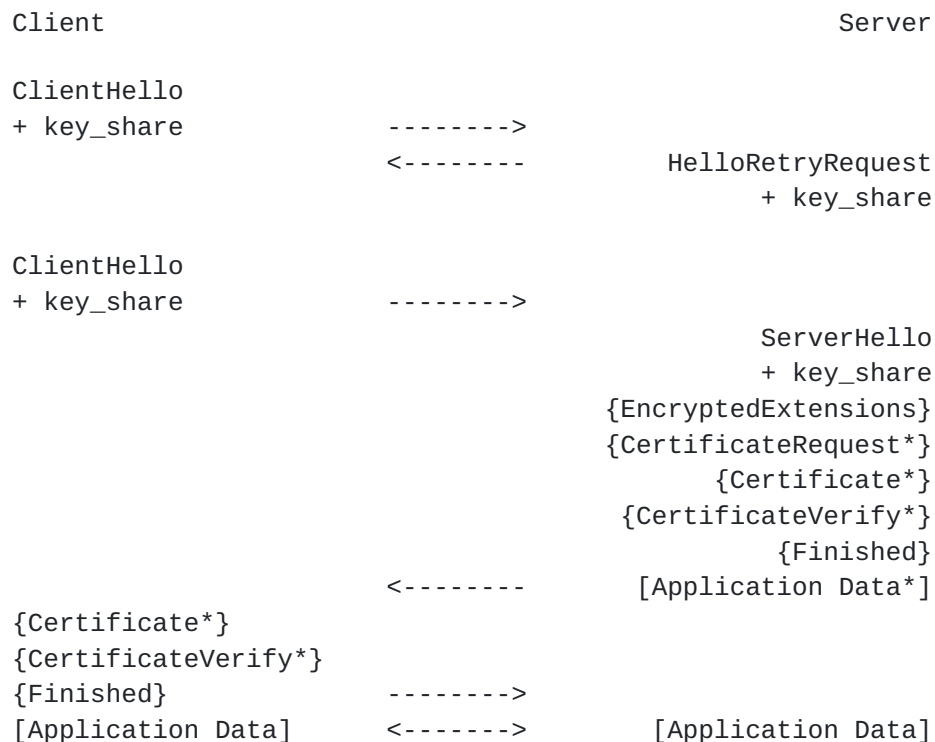 Client                                               Server

ClientHello
+ key_share             -------->
                        <--------         HelloRetryRequest
                                                + key_share

ClientHello
+ key_share             -------->
                                                ServerHello
                                                + key_share
                                      {EncryptedExtensions}
                                      {CertificateRequest*}
                                             {Certificate*}
                                       {CertificateVerify*}
                                                 {Finished}
                        <--------       [Application Data*]
{Certificate*}
{CertificateVerify*}
{Finished}              -------->
[Application Data]      <------->        [Application Data]